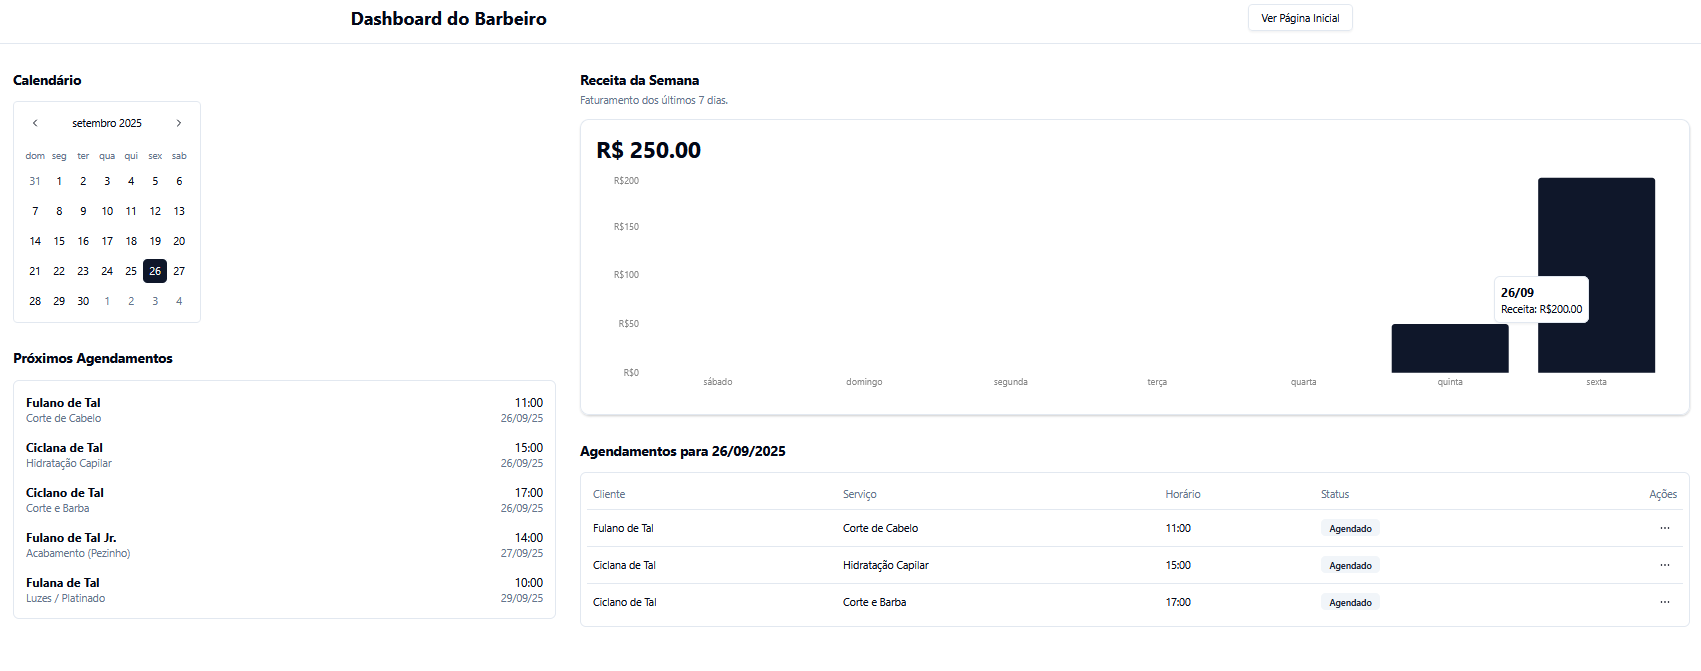 Dashboard do Barbeiro
Ver Página Inicial
Calendário
setembro 2025
dom seg ter qua qui sex sab
31 1 2 3 4 5 6
7 8 9 10 11 12 13
14 15 16 17 18 19 20
21 22 23 24 25 26 27
28 29 30 1 2 3 4
Próximos Agendamentos
Fulano de Tal 11:00
Corte de Cabelo 26/09/25
Ciclana de Tal 15:00
Hidratação Capilar 26/09/25
Ciclano de Tal 17:00
Corte e Barba 26/09/25
Fulano de Tal Jr. 14:00
Acabamento (Pezinho) 27/09/25
Fulana de Tal 10:00
Luzes / Platinado 29/09/25
Receita da Semana
Faturamento dos últimos 7 dias.
R$ 250.00
R$200
R$150
R$100
R$50
R$0
sábado domingo segunda terça quarta quinta sexta
26/09
Receita: R$200.00
Agendamentos para 26/09/2025
Cliente Serviço Horário Status Ações
Fulano de Tal Corte de Cabelo 11:00 Agendado ...
Ciclana de Tal Hidratação Capilar 15:00 Agendado ...
Ciclano de Tal Corte e Barba 17:00 Agendado ...